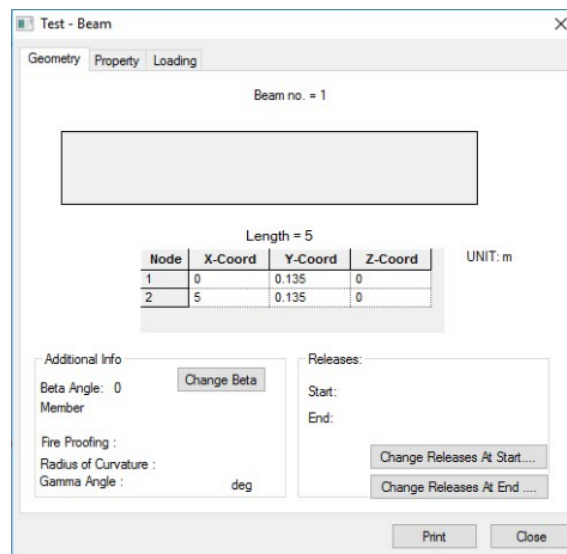 Test - Beam
Geometry Property Loading
Beam no. = 1
Length = 5
UNIT: m
Node X-Coord Y-Coord Z-Coord
1 0 0.135 0
2 5 0.135 0
Additional Info
Beta Angle: 0 Change Beta
Member
Fire Proofing :
Radius of Curvature :
Gamma Angle : deg
Releases:
Start:
End:
Change Releases At Start....
Change Releases At End ....
Print Close